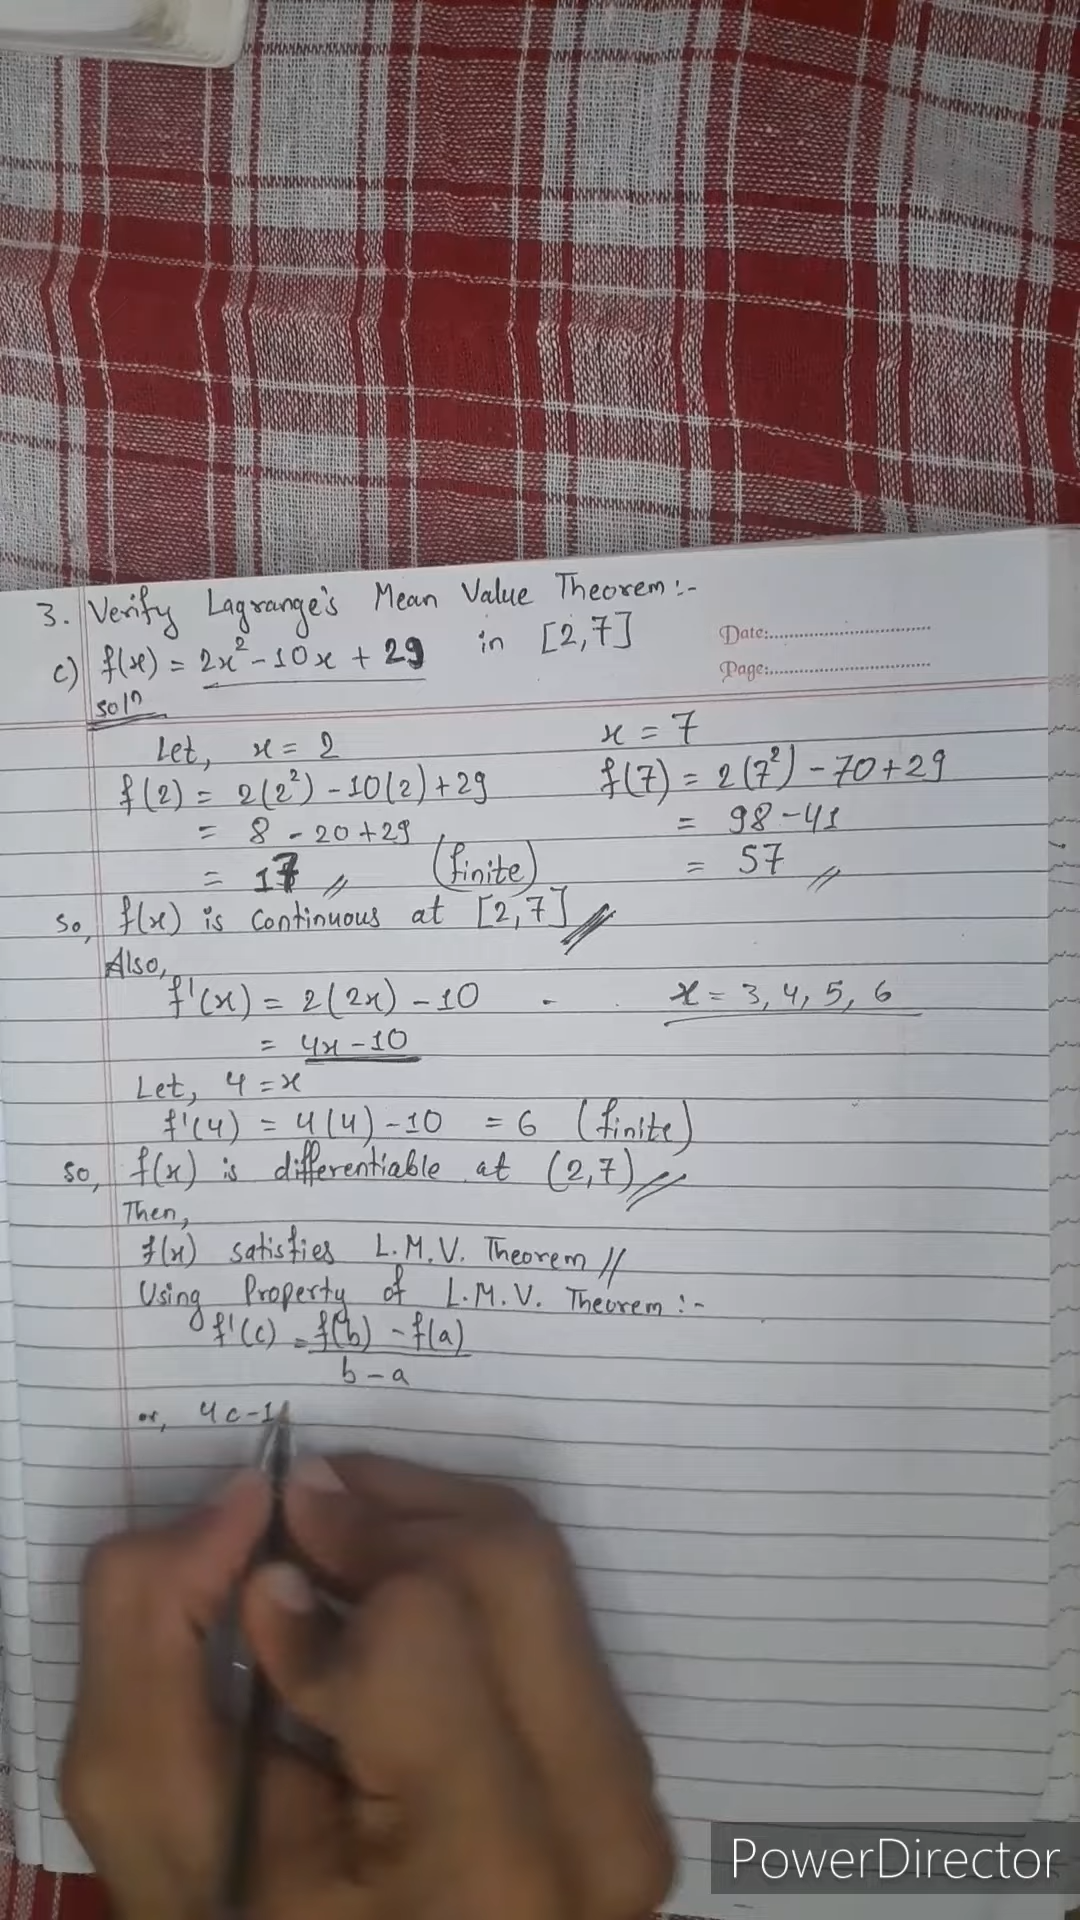 3. Verify Lagrange's Mean Value Theorem :-
c) f(x) = 2x² - 10x + 29 in [2,7]
Date:
Page:
solⁿ
Let, x = 2 x = 7
f(2) = 2(2²) - 10(2) + 29 f(7) = 2(7²) - 70 + 29
= 8 - 20 + 29 = 98 - 41
= 17 // (finite) = 57 //
so, f(x) is continuous at [2,7] //
Also,
f'(x) = 2(2x) - 10 x = 3, 4, 5, 6
= 4x - 10
Let, 4 = x
f'(4) = 4(4) - 10 = 6 (finite)
so, f(x) is differentiable at (2,7) //
Then,
f(x) satisfies L.M.V. Theorem //
Using Property of L.M.V. Theorem :-
f'(c) = f(b) - f(a)
b - a
or, 4c - 1
PowerDirector